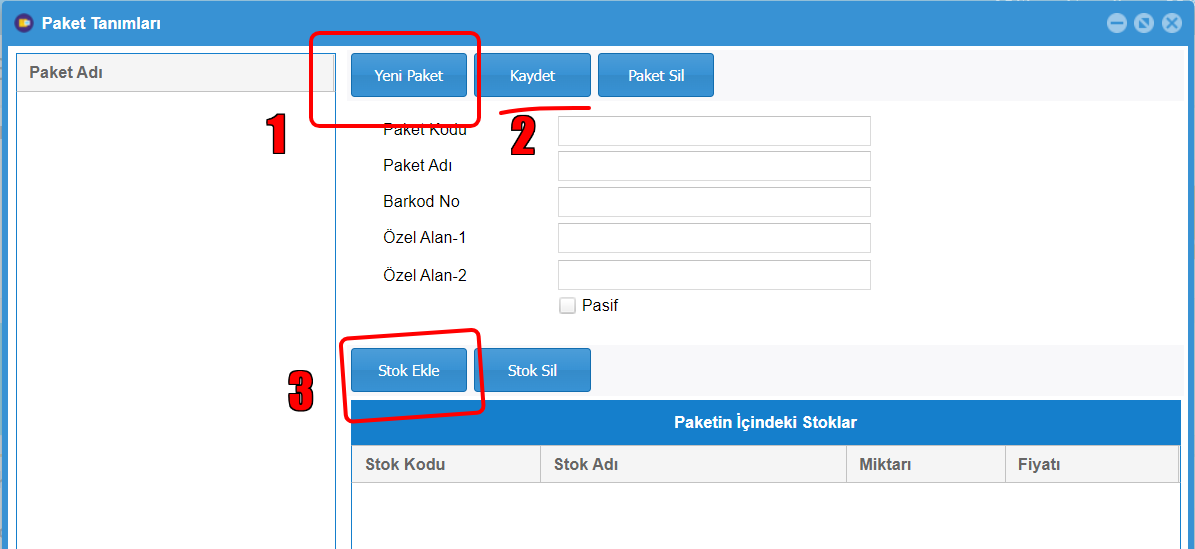 Paket Tanımları
Paket Adı
Yeni Paket
Kaydet
Paket Sil
1
2
Paket Kodu
Paket Adı
Barkod No
Özel Alan-1
Özel Alan-2
Pasif
3
Stok Ekle
Stok Sil
Paketin İçindeki Stoklar
Stok Kodu
Stok Adı
Miktarı
Fiyatı